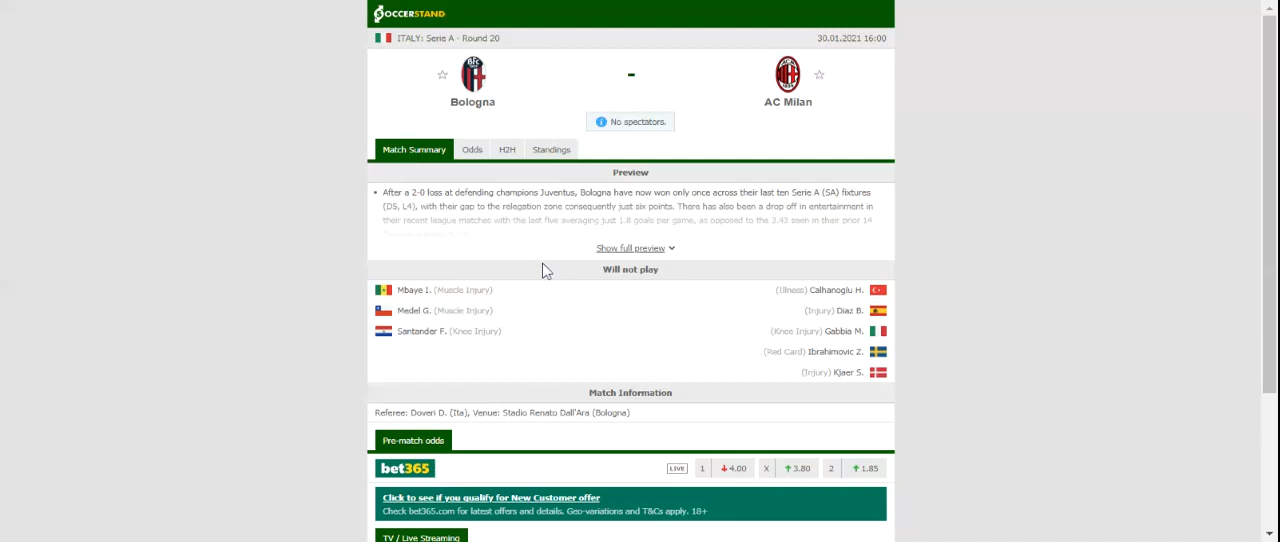 SOCCERSTAND
ITALY: Serie A - Round 20 30.01.2021 16:00
-
Bologna AC Milan
No spectators.
Match Summary Odds H2H Standings
Preview
• After a 2-0 loss at defending champions Juventus, Bologna have now won only once across their last ten Serie A (SA) fixtures
(D5, L4), with their gap to the relegation zone consequently just six points. There has also been a drop off in entertainment in
their recent league matches with the last five averaging just 1.8 goals per game, as opposed to the 3.43 seen in their prior 14
Show full preview
Will not play
Mbaye I. (Muscle Injury) (Illness) Calhanoglu H.
Medel G. (Muscle Injury) (Injury) Diaz B.
Santander F. (Knee Injury) (Knee Injury) Gabbia M.
(Red Card) Ibrahimovic Z.
(Injury) Kjaer S.
Match Information
Referee: Doveri D. (Ita), Venue: Stadio Renato Dall'Ara (Bologna)
Pre-match odds
bet365 LIVE 1 4.00 X 3.80 2 1.85
Click to see if you qualify for New Customer offer
Check bet365.com for latest offers and details. Geo-variations and T&Cs apply. 18+
TV / Live Streaming